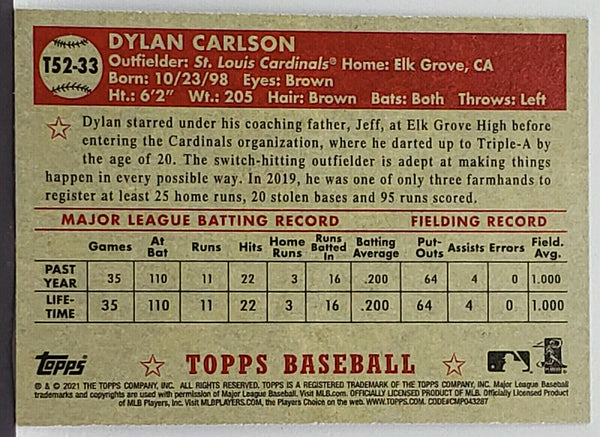 T52-33
DYLAN CARLSON
Outfielder: St. Louis Cardinals® Home: Elk Grove, CA
Born: 10/23/98 Eyes: Brown
Ht.: 6'2" Wt.: 205 Hair: Brown Bats: Both Throws: Left
Dylan starred under his coaching father, Jeff, at Elk Grove High before
entering the Cardinals organization, where he darted up to Triple-A by
the age of 20. The switch-hitting outfielder is adept at making things
happen in every possible way. In 2019, he was one of only three farmhands to
register at least 25 home runs, 20 stolen bases and 95 runs scored.
MAJOR LEAGUE BATTING RECORD FIELDING RECORD
Games At Bat Runs Hits Home Runs Runs Batted In Batting Average Put-Outs Assists Errors Field. Avg.
PAST YEAR 35 110 11 22 3 16 .200 64 4 0 1.000
LIFE-TIME 35 110 11 22 3 16 .200 64 4 0 1.000
Topps TOPPS BASEBALL
® & © 2021 THE TOPPS COMPANY, INC. ALL RIGHTS RESERVED. TOPPS IS A REGISTERED TRADEMARK OF THE TOPPS COMPANY, INC. Major League Baseball
trademarks and copyrights are used with permission of Major League Baseball. Visit MLB.com. OFFICIALLY LICENSED PRODUCT OF MLB. Officially Licensed Product
of MLB Players, Inc. Visit MLBPLAYERS.com, the Players Choice on the web. WWW.TOPPS.COM. CODE#CMP043287